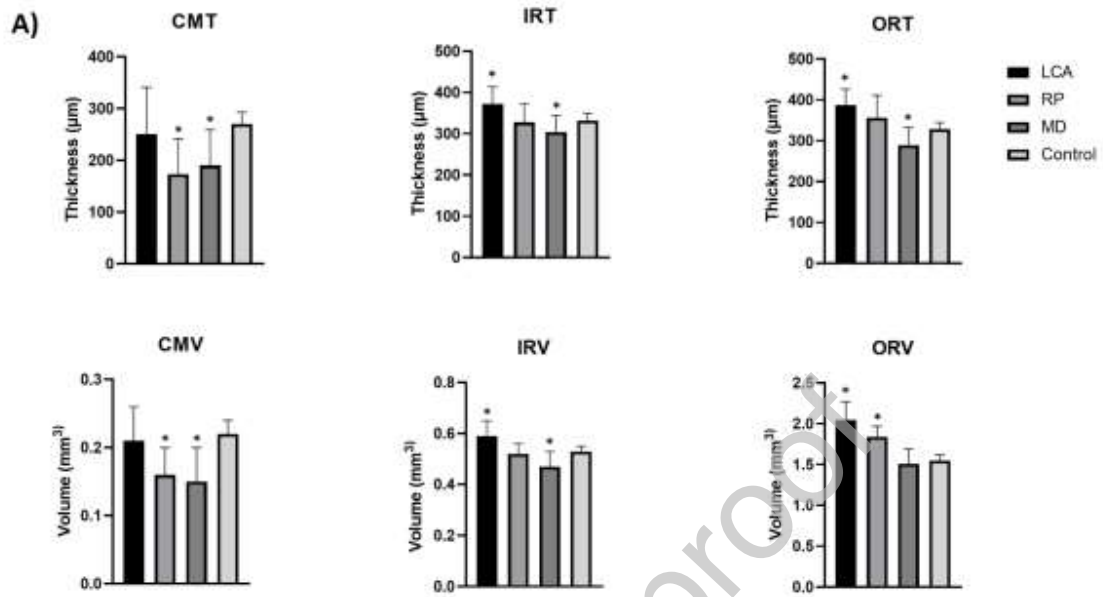 A)
CMT
Thickness (µm)
400
300
200
100
0
*
*
IRT
Thickness (µm)
500
400
300
200
100
0
*
*
ORT
Thickness (µm)
500
400
300
200
100
0
*
*
LCA
RP
MD
Control
CMV
Volume (mm³)
0.3
0.2
0.1
0.0
*
*
IRV
Volume (mm³)
0.8
0.6
0.4
0.2
0.0
*
*
ORV
Volume (mm³)
2.5
2.0
1.5
1.0
0.5
0.0
*
*
proof